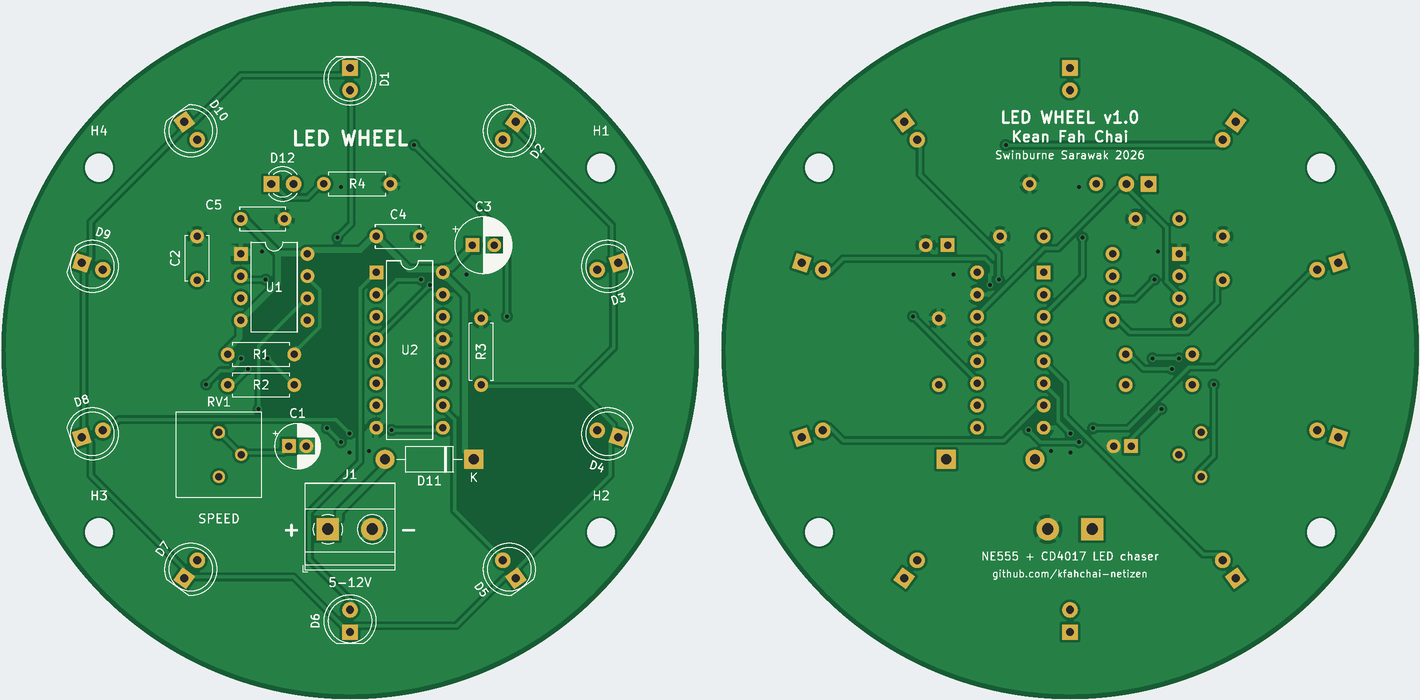 D1
D10
D2
H4
LED WHEEL
H1
D12
R4
C5
C4
C3
+
D9
C2
U1
D3
U2
R3
R1
R2
D8
RV1
C1
+
D4
J1
D11
K
H3
H2
SPEED
+
-
D7
5-12V
D5
D6
LED WHEEL v1.0
Kean Fah Chai
Swinburne Sarawak 2026
NE555 + CD4017 LED chaser
github.com/kfahchai-netizen